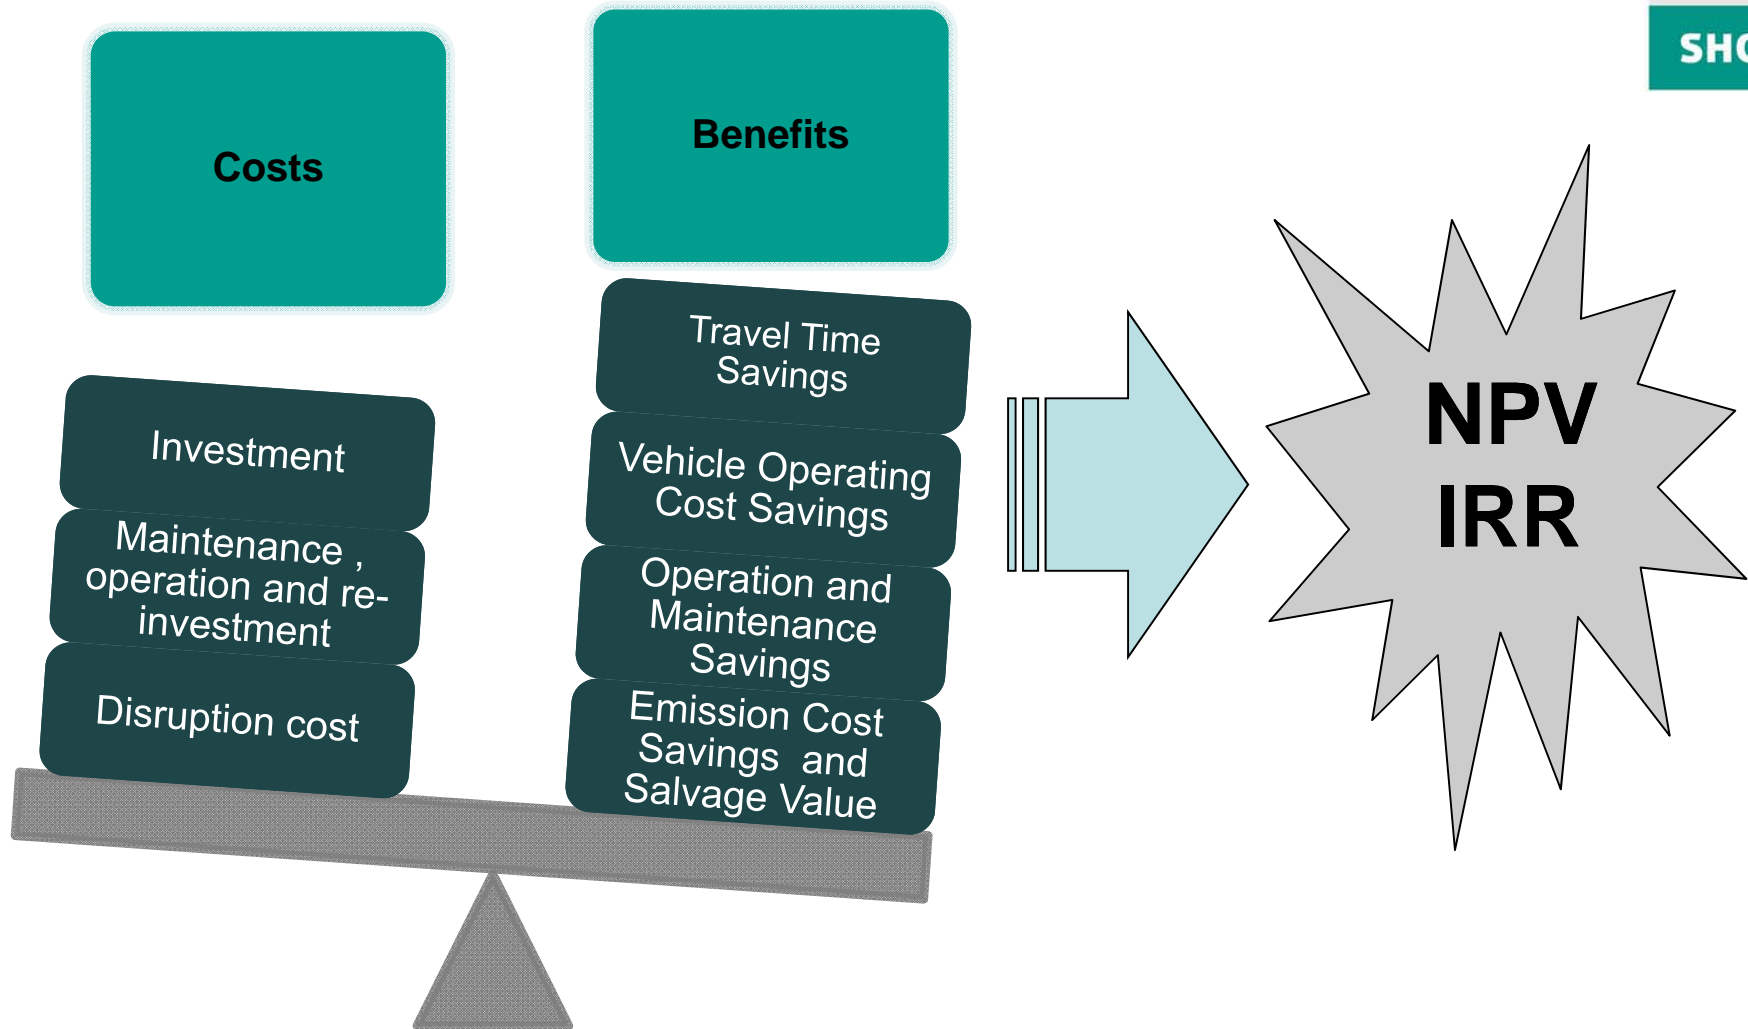 Costs
Benefits
Investment
Maintenance ,
operation and re-
investment
Disruption cost
Travel Time
Savings
Vehicle Operating
Cost Savings
Operation and
Maintenance
Savings
Emission Cost
Savings  and
Salvage Value
NPV
IRR